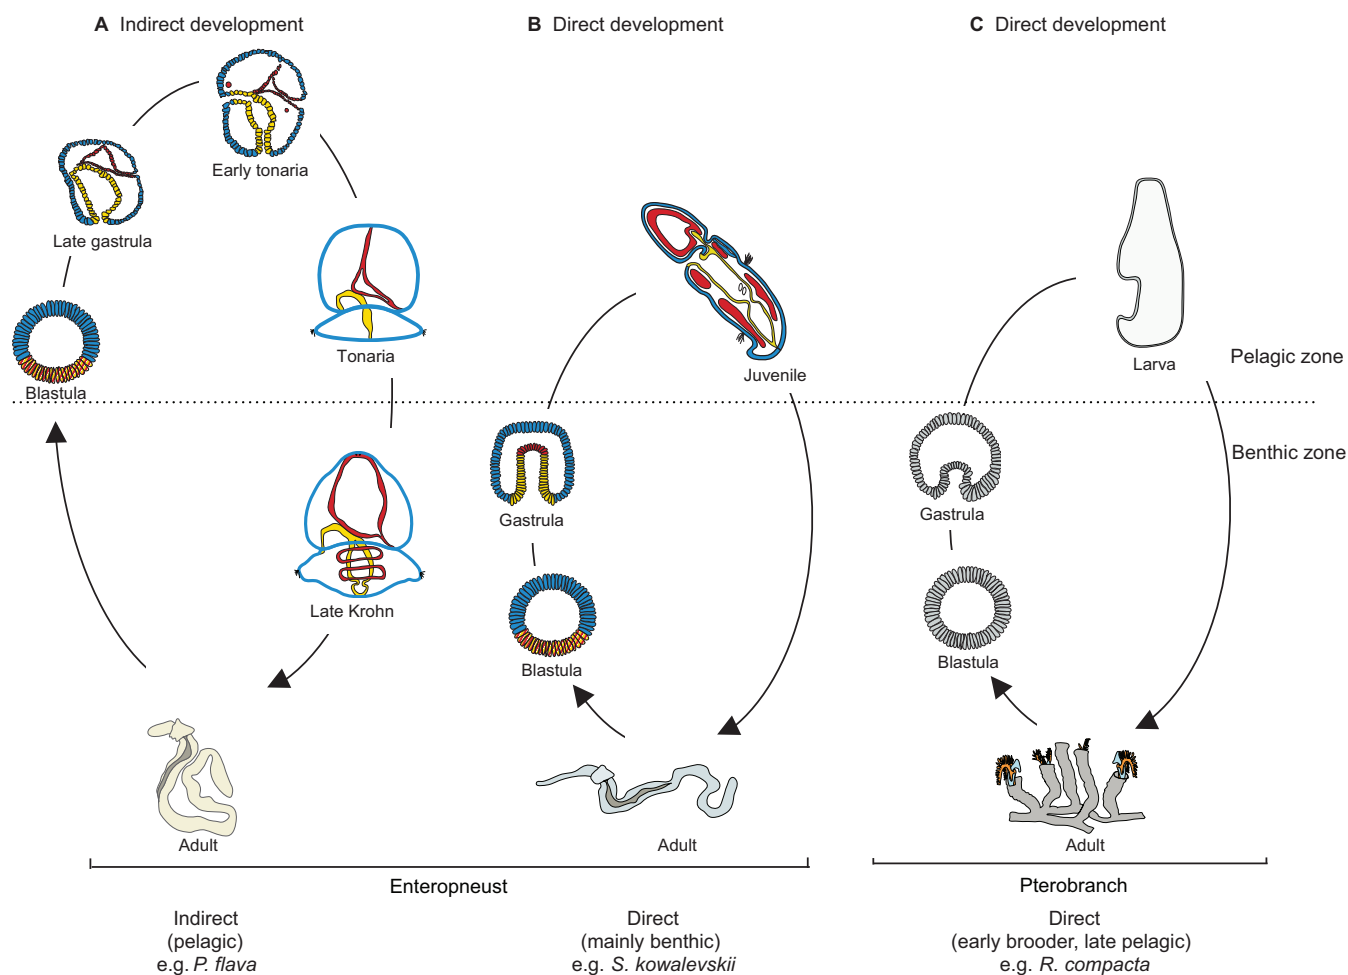 A Indirect development
B Direct development
C Direct development
Early tonaria
Late gastrula
Blastula
Tonaria
Late Krohn
Adult
Juvenile
Gastrula
Blastula
Adult
Larva
Gastrula
Blastula
Adult
Pelagic zone
Benthic zone
Enteropneust
Pterobranch
Indirect
(pelagic)
e.g. P. flava
Direct
(mainly benthic)
e.g. S. kowalevskii
Direct
(early brooder, late pelagic)
e.g. R. compacta